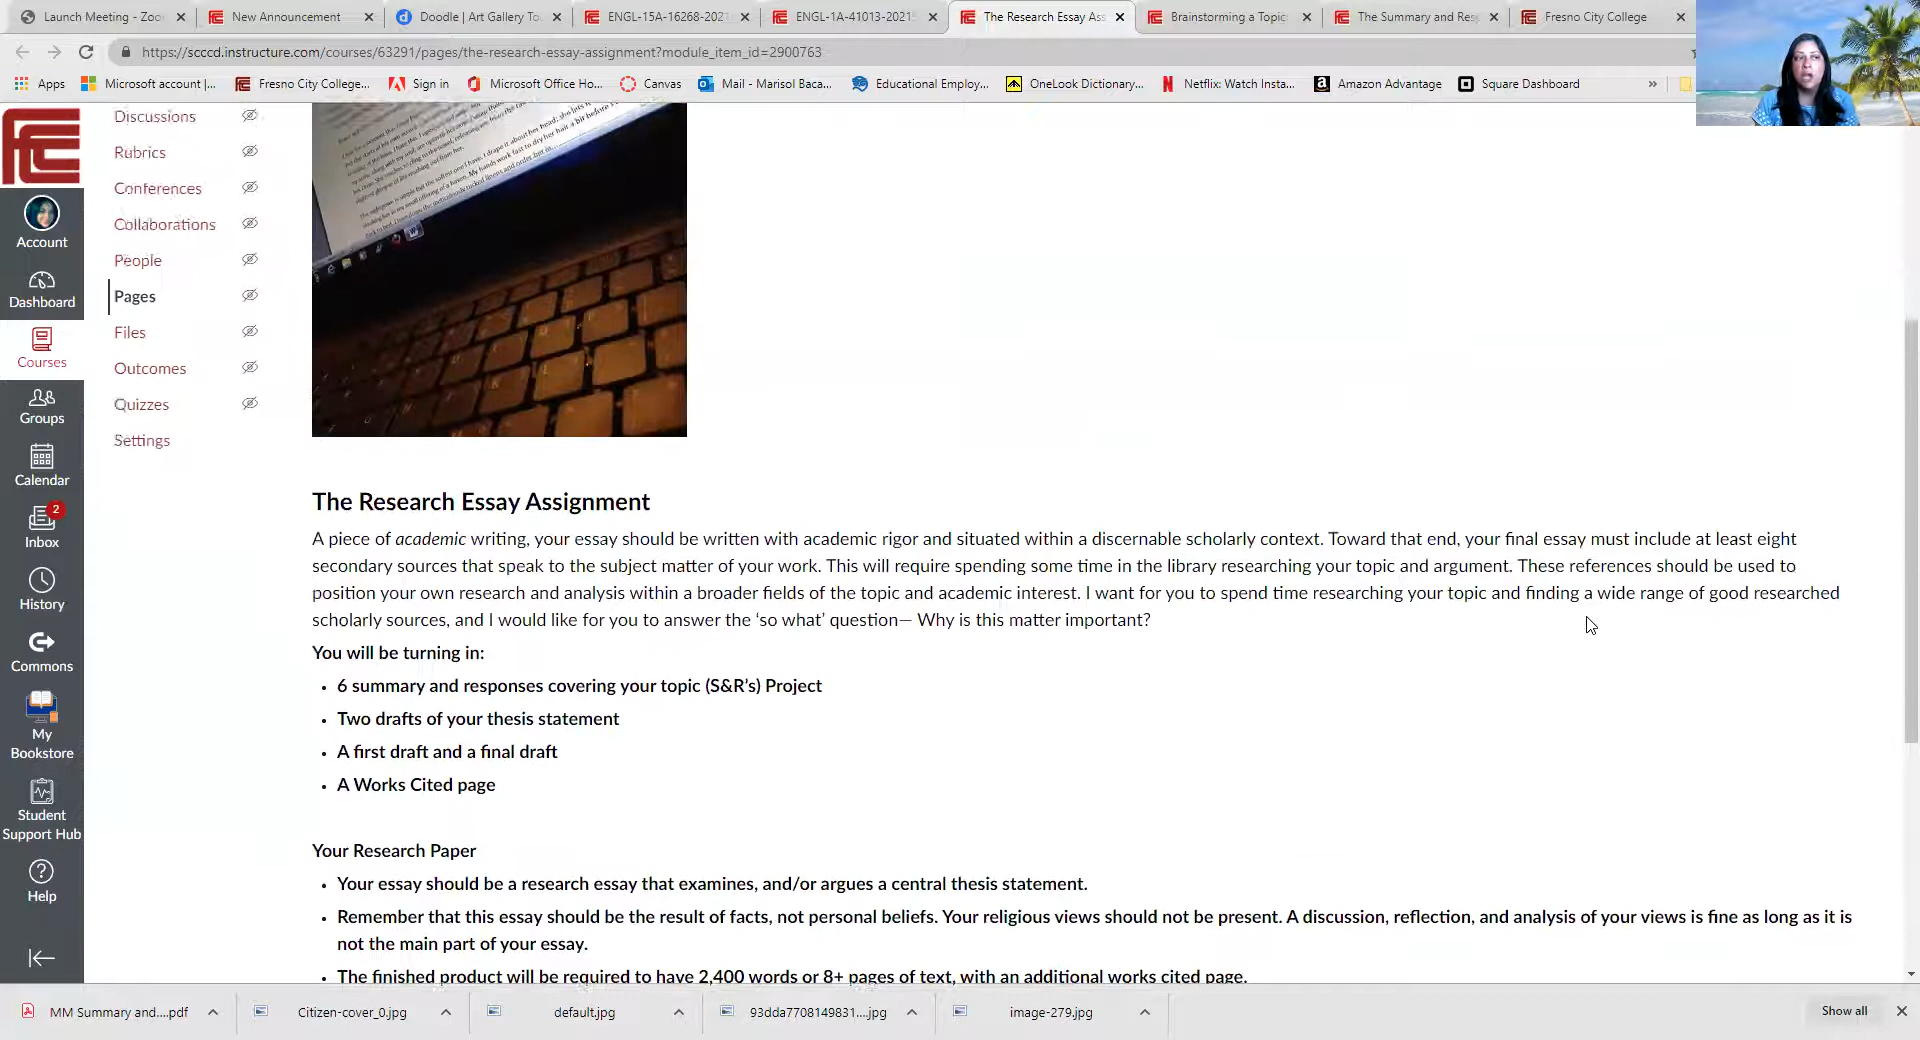 Launch Meeting - Zoo
New Announcement
Doodle | Art Gallery To
ENGL-15A-16268-202
ENGL-1A-41013-2021
The Research Essay Ass
Brainstorming a Topic
The Summary and Res
Fresno City College
https://scccd.instructure.com/courses/63291/pages/the-research-essay-assignment?module_item_id=2900763
Apps
Microsoft account |...
Fresno City College...
Sign in
Microsoft Office Ho...
Canvas
Mail - Marisol Baca...
Educational Employ...
OneLook Dictionary...
Netflix: Watch Insta...
Amazon Advantage
Square Dashboard
»
FCC
Account
Dashboard
Courses
Groups
Calendar
2
Inbox
History
Commons
My
Bookstore
Student
Support Hub
Help
Discussions
Rubrics
Conferences
Collaborations
People
Pages
Files
Outcomes
Quizzes
Settings
The Research Essay Assignment
A piece of academic writing, your essay should be written with academic rigor and situated within a discernable scholarly context. Toward that end, your final essay must include at least eight
secondary sources that speak to the subject matter of your work. This will require spending some time in the library researching your topic and argument. These references should be used to
position your own research and analysis within a broader fields of the topic and academic interest. I want for you to spend time researching your topic and finding a wide range of good researched
scholarly sources, and I would like for you to answer the ‘so what’ question— Why is this matter important?
You will be turning in:
• 6 summary and responses covering your topic (S&R’s) Project
• Two drafts of your thesis statement
• A first draft and a final draft
• A Works Cited page
Your Research Paper
• Your essay should be a research essay that examines, and/or argues a central thesis statement.
• Remember that this essay should be the result of facts, not personal beliefs. Your religious views should not be present. A discussion, reflection, and analysis of your views is fine as long as it is
not the main part of your essay.
• The finished product will be required to have 2,400 words or 8+ pages of text, with an additional works cited page.
MM Summary and....pdf
Citizen-cover_0.jpg
default.jpg
93dda7708149831....jpg
image-279.jpg
Show all